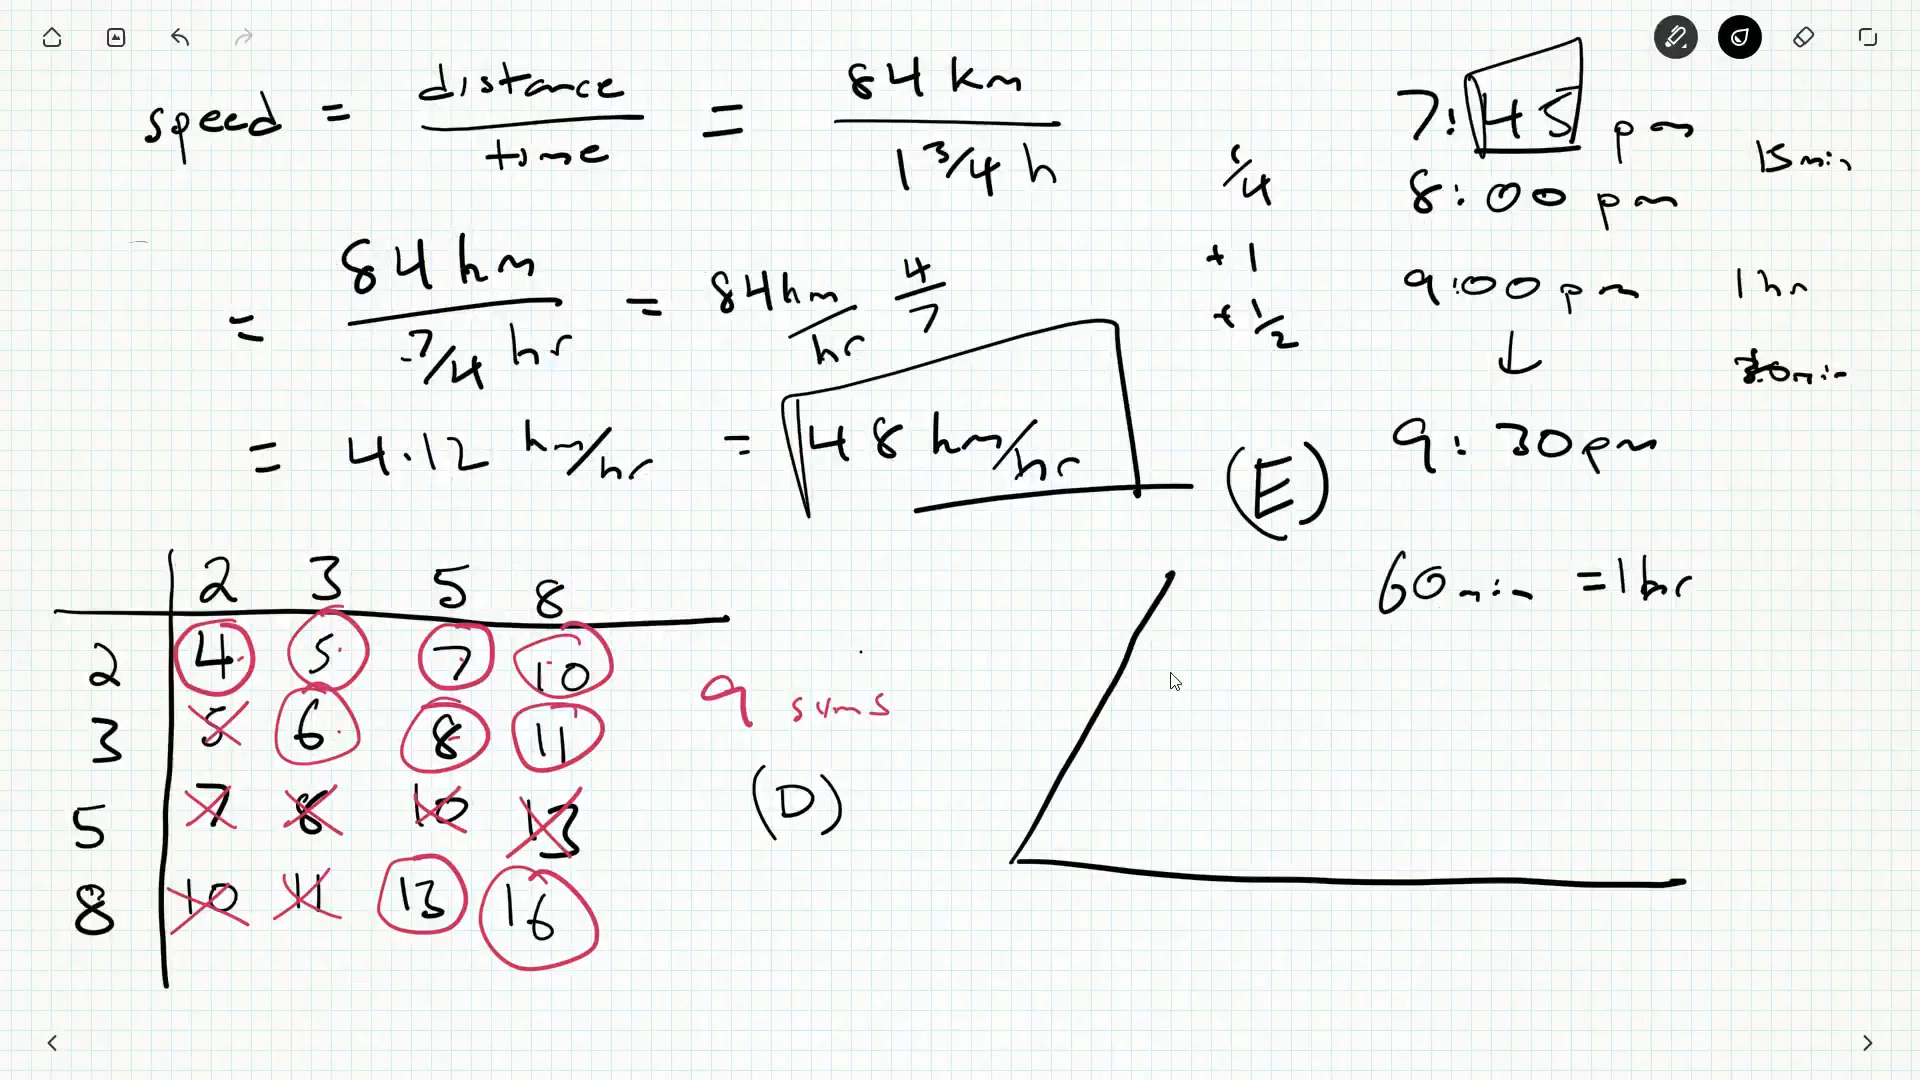 speed = distance / time = 84 km / 1 3/4 h
= 84 km / 7/4 hr = 84 km/hr 4/7
= 4·12 km/hr = 48 km/hr (E)
1/4
+ 1
+ 1/2
7:45 pm
15 min
8:00 pm
9:00 pm 1 hr
↓ 30 min
9:30 pm
60 min = 1 hr
2 3 5 8
2 4 5 7 10
3 5 6 8 11
5 7 8 10 13
8 10 11 13 16
9 sums
(D)